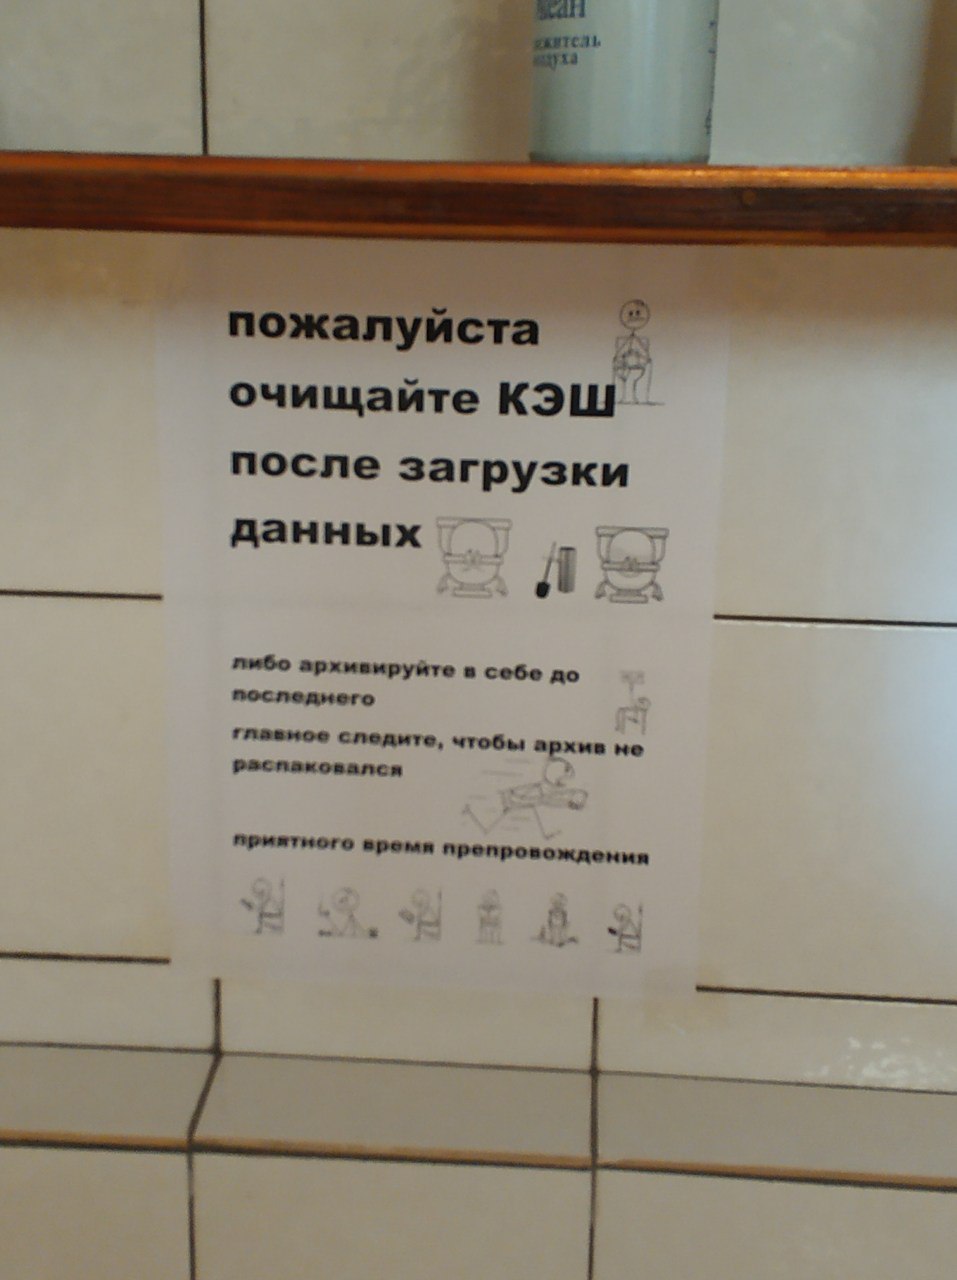 пожалуйста
очищайте КЭШ
после загрузки
данных
либо архивируйте в себе до
последнего
главное следите, чтобы архив не
распаковался
приятного время препровождения